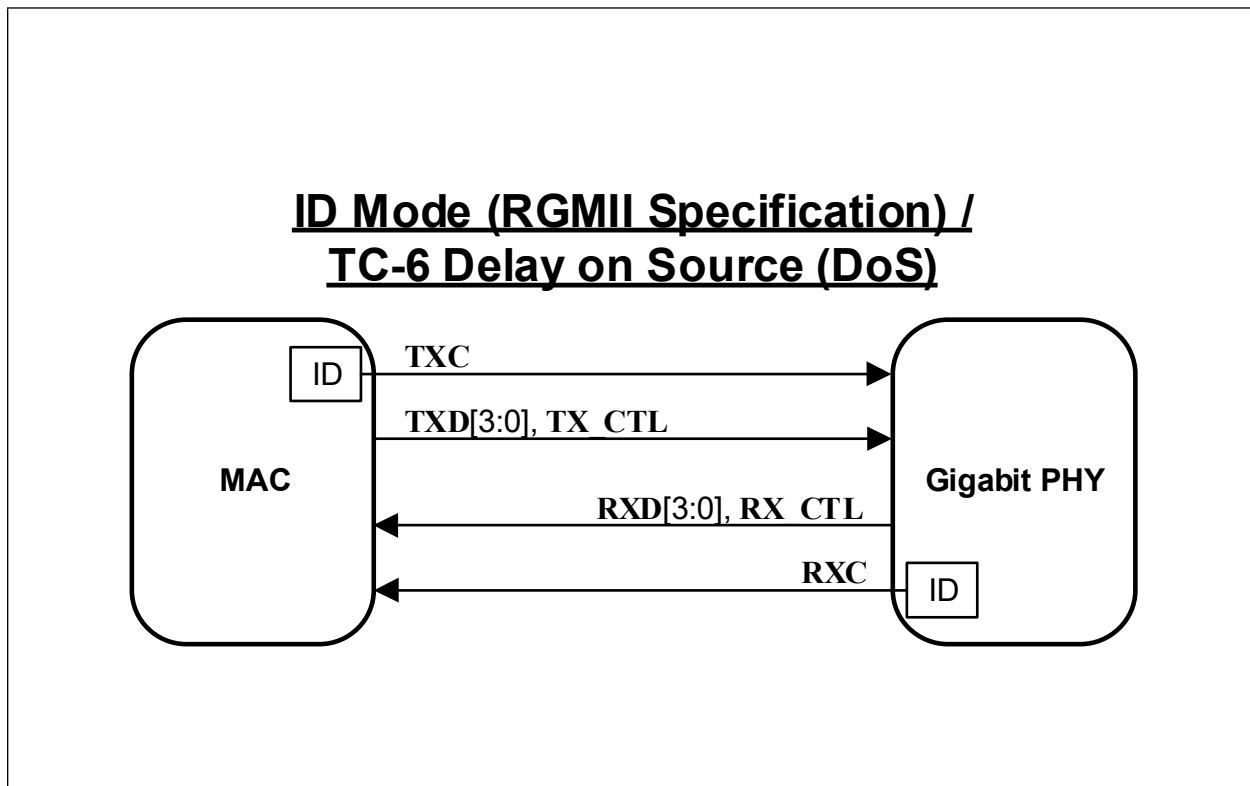 ID Mode (RGMII Specification) /
TC-6 Delay on Source (DoS)
ID
TXC
TXD[3:0], TX_CTL
MAC
Gigabit PHY
RXD[3:0], RX_CTL
RXC
ID